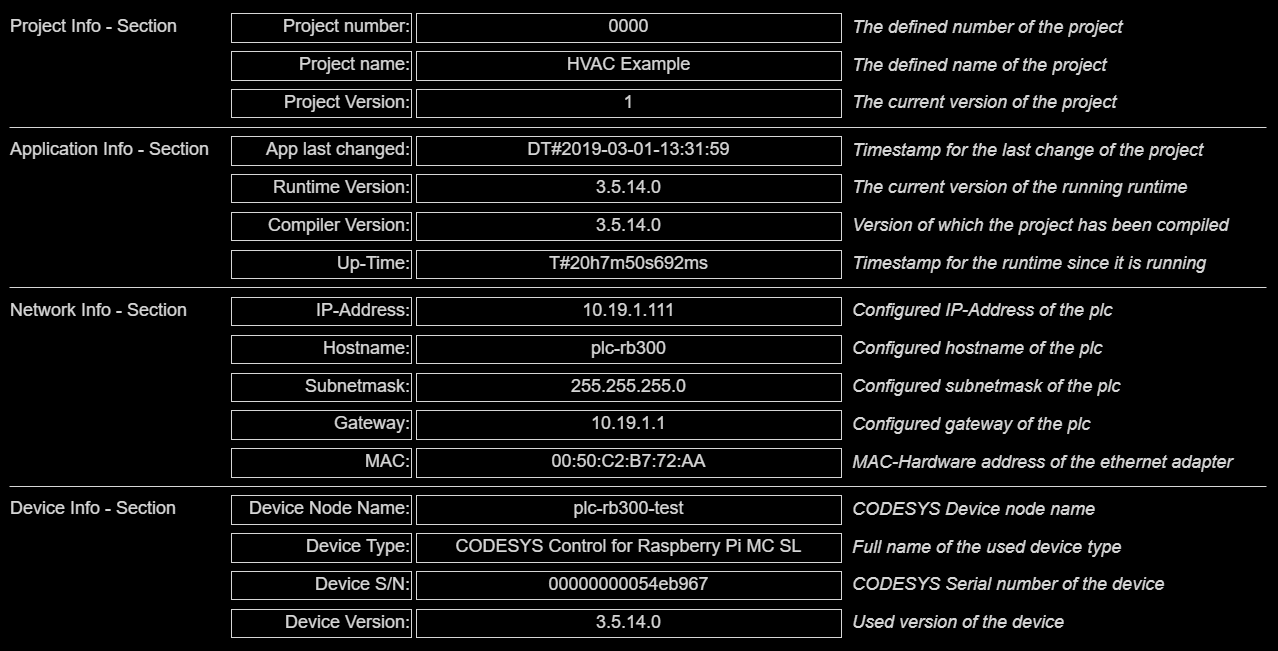 Project Info - Section Project number: 0000 The defined number of the project
Project name: HVAC Example The defined name of the project
Project Version: 1 The current version of the project
Application Info - Section App last changed: DT#2019-03-01-13:31:59 Timestamp for the last change of the project
Runtime Version: 3.5.14.0 The current version of the running runtime
Compiler Version: 3.5.14.0 Version of which the project has been compiled
Up-Time: T#20h7m50s692ms Timestamp for the runtime since it is running
Network Info - Section IP-Address: 10.19.1.111 Configured IP-Address of the plc
Hostname: plc-rb300 Configured hostname of the plc
Subnetmask: 255.255.255.0 Configured subnetmask of the plc
Gateway: 10.19.1.1 Configured gateway of the plc
MAC: 00:50:C2:B7:72:AA MAC-Hardware address of the ethernet adapter
Device Info - Section Device Node Name: plc-rb300-test CODESYS Device node name
Device Type: CODESYS Control for Raspberry Pi MC SL Full name of the used device type
Device S/N: 00000000054eb967 CODESYS Serial number of the device
Device Version: 3.5.14.0 Used version of the device